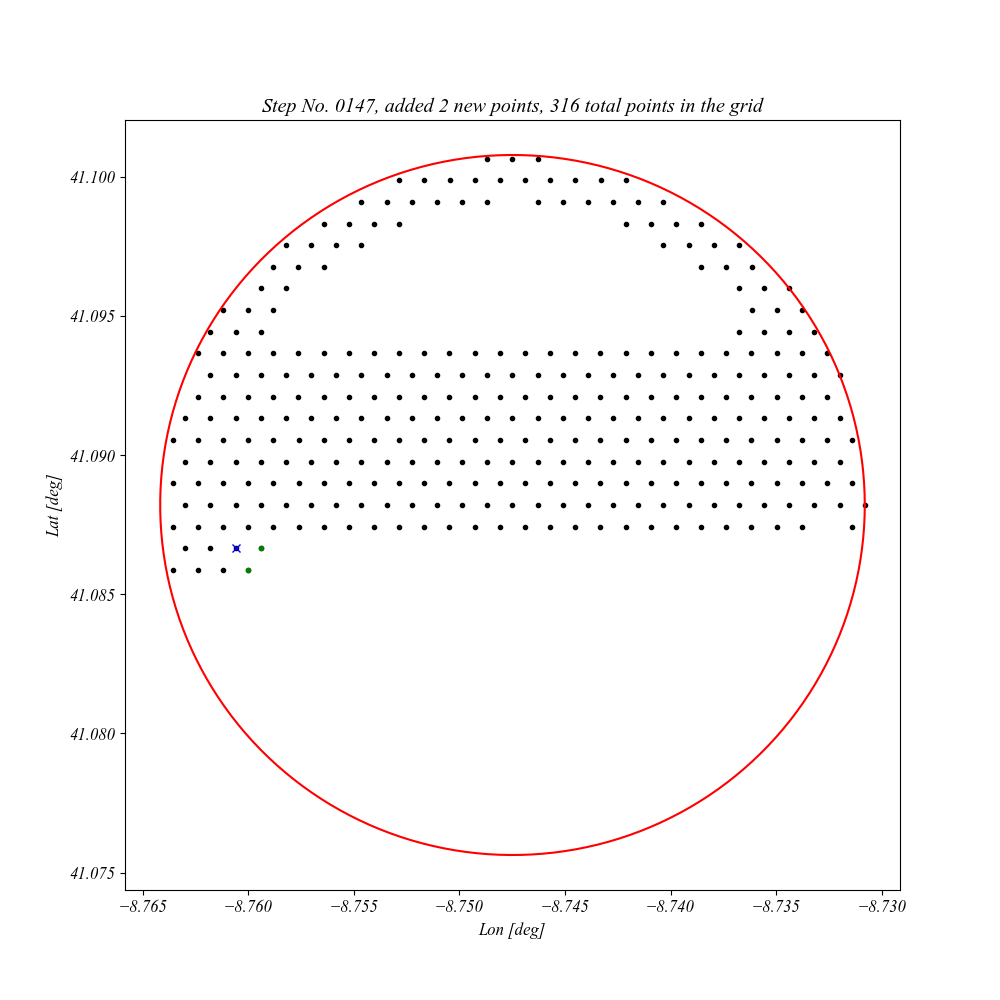 Step No. 0147, added 2 new points, 316 total points in the grid
41.100
41.095
41.090
41.085
41.080
41.075
Lat [deg]
−8.765 −8.760 −8.755 −8.750 −8.745 −8.740 −8.735 −8.730
Lon [deg]